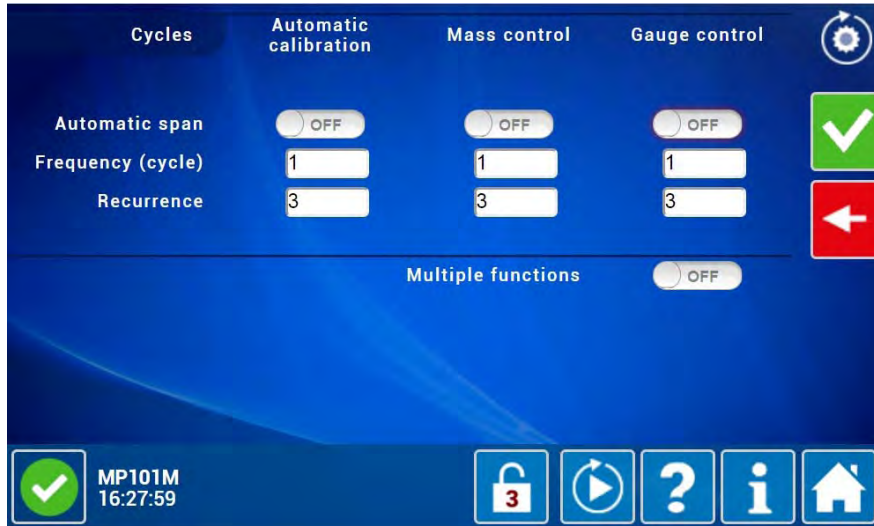 Cycles Automatic calibration Mass control Gauge control
Automatic span OFF OFF OFF
Frequency (cycle) 1 1 1
Recurrence 3 3 3
Multiple functions OFF
MP101M
16:27:59
3 ? i